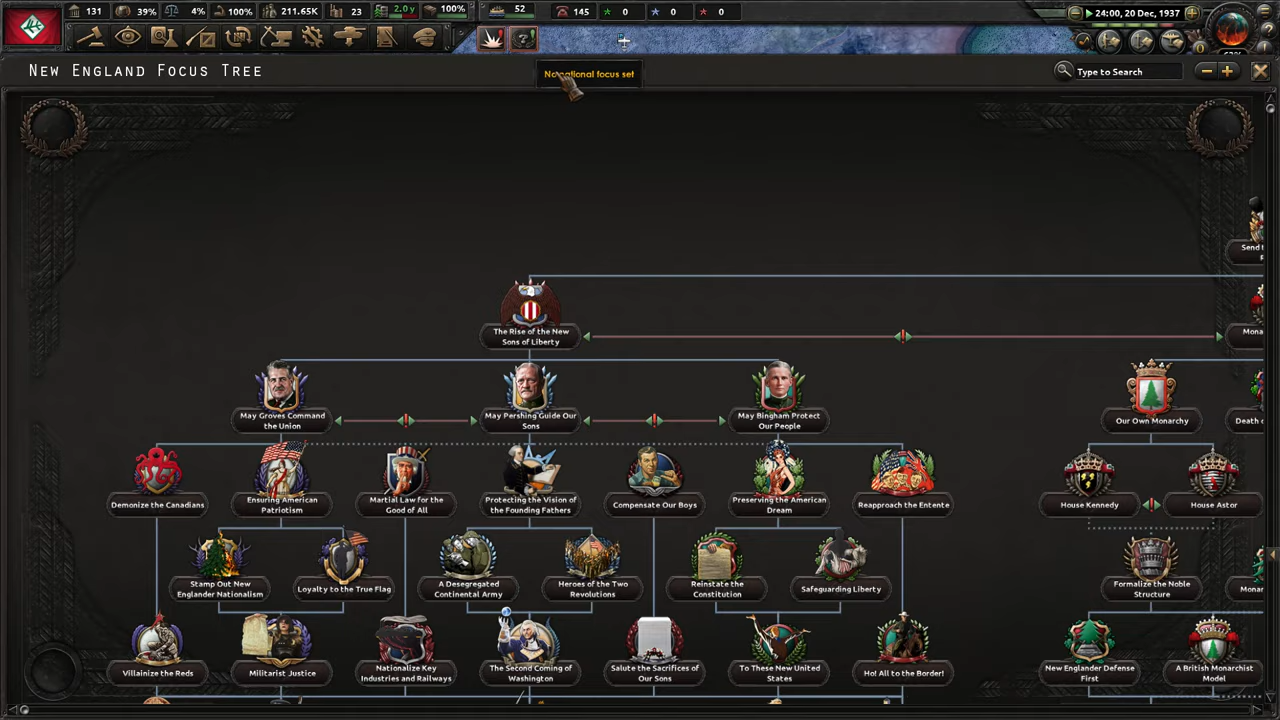 131 39% 4% 100% 211.65K 23 2.0 y 100% 52 145 0 0 0 24:00, 20 Dec, 1937
New England Focus Tree
No national focus set
Type to Search
Send
The Rise of the New
Sons of Liberty
Mona
May Groves Command
the Union
May Pershing Guide Our
Sons
May Bingham Protect
Our People
Our Own Monarchy
Death o
Demonize the Canadians
Ensuring American
Patriotism
Martial Law for the
Good of All
Protecting the Vision of
the Founding Fathers
Compensate Our Boys
Preserving the American
Dream
Reapproach the Entente
House Kennedy
House Astor
Stamp Out New
Englander Nationalism
Loyalty to the True Flag
A Desegregated
Continental Army
Heroes of the Two
Revolutions
Reinstate the
Constitution
Safeguarding Liberty
Formalize the Noble
Structure
Mona
Villainize the Reds
Militarist Justice
Nationalize Key
Industries and Railways
The Second Coming of
Washington
Salute the Sacrifices of
Our Sons
To These New United
States
Ho! All to the Border!
New Englander Defense
First
A British Monarchist
Model